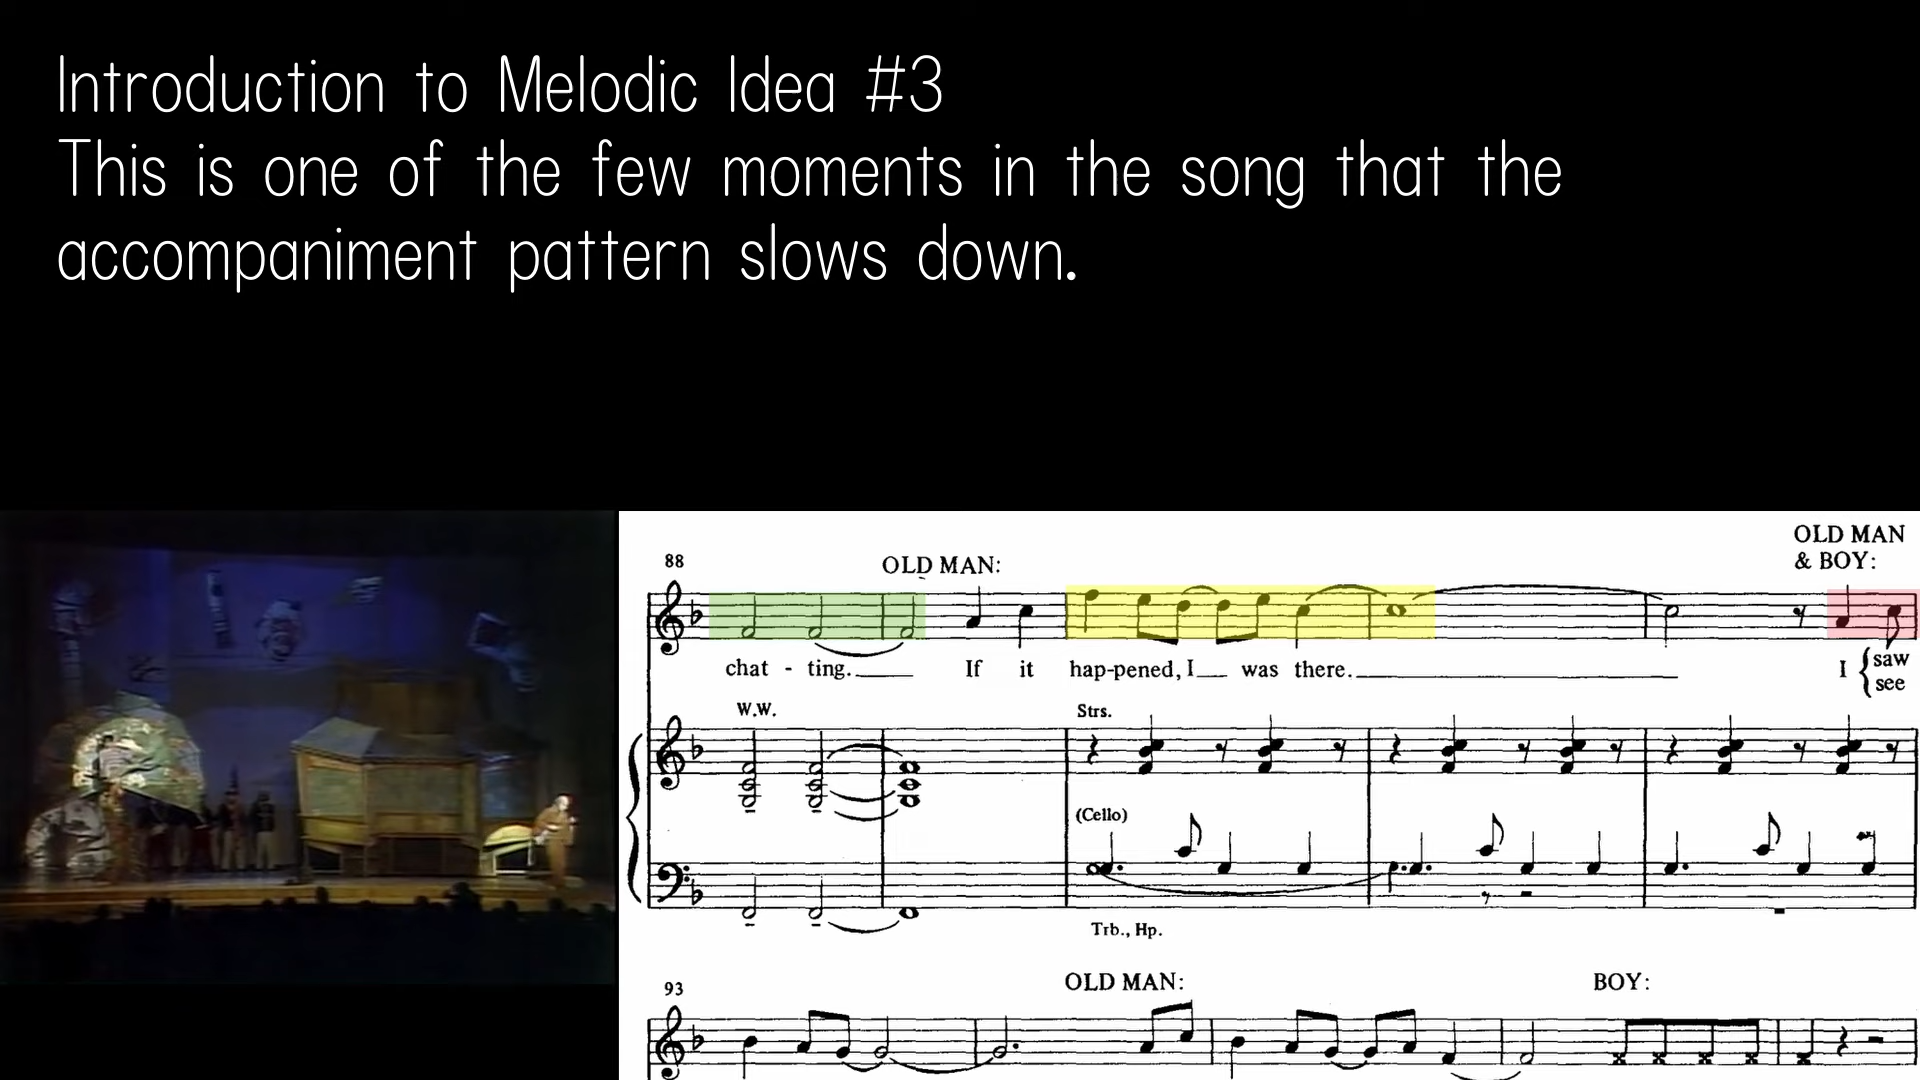 Introduction to Melodic Idea #3
This is one of the few moments in the song that the
accompaniment pattern slows down.
OLD MAN
& BOY:
88
OLD MAN:
chat - ting. If it hap-pened, I was there. I { saw
see
W.W.
Strs.
(Cello)
Trb., Hp.
93
OLD MAN:
BOY: